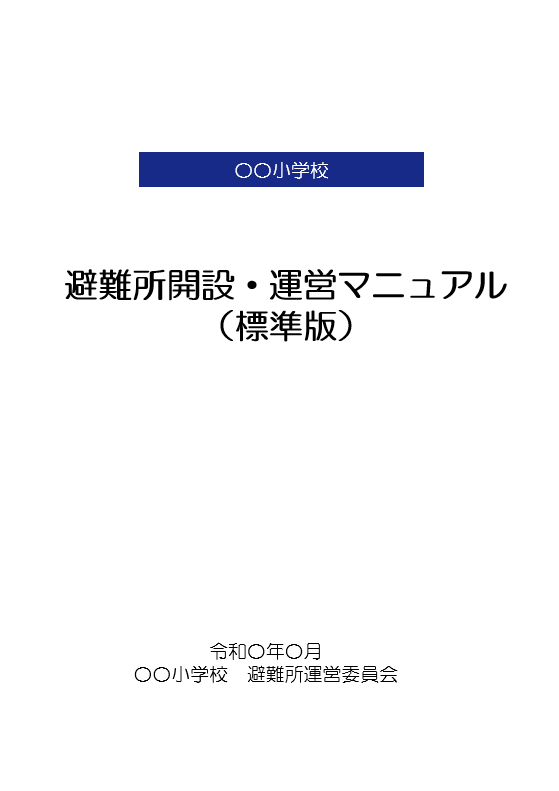 〇〇小学校
避難所開設・運営マニュアル
（標準版）
令和〇年〇月
〇〇小学校　避難所運営委員会